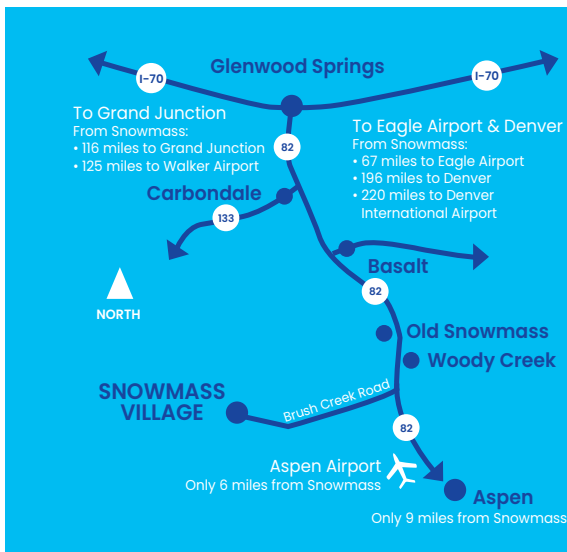 Glenwood Springs
I-70
I-70
To Grand Junction
From Snowmass:
• 116 miles to Grand Junction
• 125 miles to Walker Airport
82
To Eagle Airport & Denver
From Snowmass:
• 67 miles to Eagle Airport
• 196 miles to Denver
• 220 miles to Denver
International Airport
Carbondale
133
Basalt
82
NORTH
Old Snowmass
Woody Creek
SNOWMASS
VILLAGE
Brush Creek Road
82
Aspen Airport
Only 6 miles from Snowmass
Aspen
Only 9 miles from Snowmass